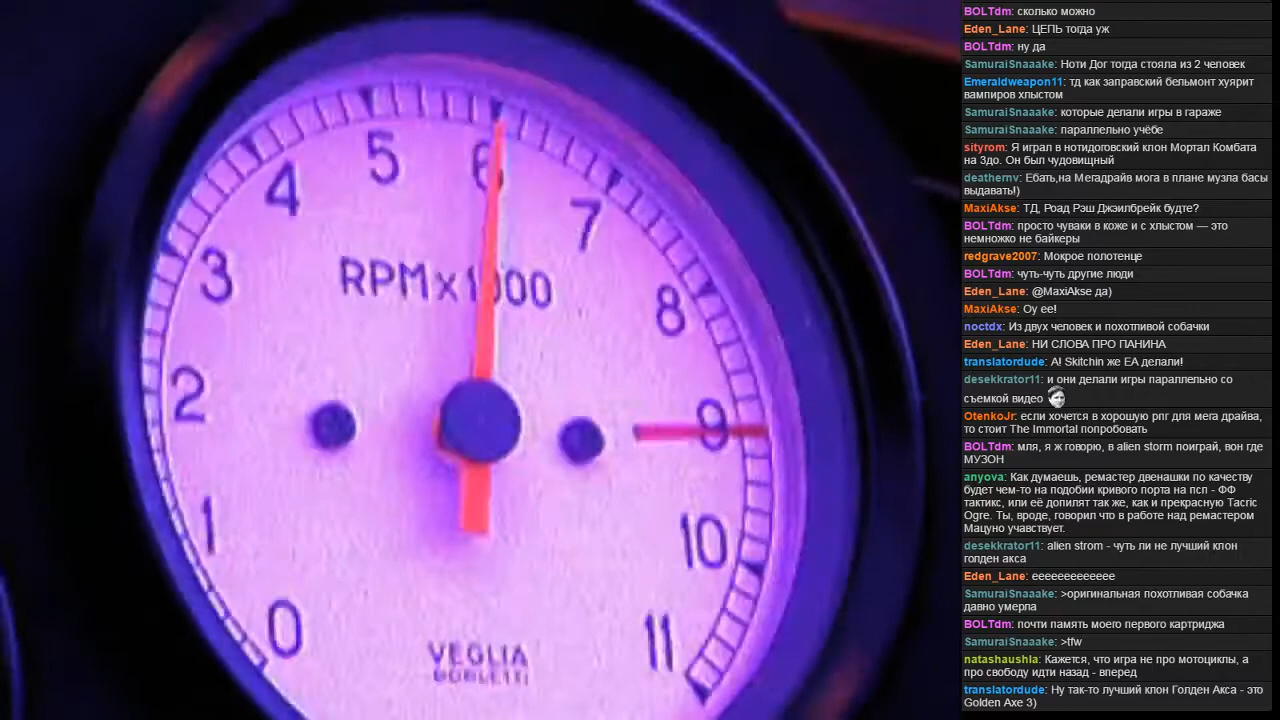 5
6
4
7
3
RPMx1000
8
2
9
1
10
0
11
VEGLIA
BORLETTI
BOLTdm: сколько можно
Eden_Lane: ЦЕПЬ тогда уж
BOLTdm: ну да
SamuraiSnaaake: Ноти Дог тогда стояла из 2 человек
Emeraldweapon11: тд как заправский бельмонт хуярит
вампиров хлыстом
SamuraiSnaaake: которые делали игры в гараже
SamuraiSnaaake: параллельно учёбе
sityrom: Я играл в нотидоговский клон Мортал Комбата
на 3до. Он был чудовищный
deathernv: Ебать,на Мегадрайв мога в плане музла басы
выдавать!)
MaxiAkse: ТД, Роад Рэш Джэилбрейк будте?
BOLTdm: просто чуваки в коже и с хлыстом — это
немножко не байкеры
redgrave2007: Мокрое полотенце
BOLTdm: чуть-чуть другие люди
Eden_Lane: @MaxiAkse да)
MaxiAkse: Оу ее!
noctdx: Из двух человек и похотливой собачки
Eden_Lane: НИ СЛОВА ПРО ПАНИНА
translatordude: А! Skitchin же ЕА делали!
desekkrator11: и они делали игры параллельно со
съемкой видео
OtenkoJr: если хочется в хорошую рпг для мега драйва,
то стоит The Immortal попробовать
BOLTdm: мля, я ж говорю, в alien storm поиграй, вон где
МУЗОН
anyova: Как думаешь, ремастер двенашки по качеству
будет чем-то на подобии кривого порта на псп - ФФ
тактикс, или её допилят так же, как и прекрасную Tacric
Ogre. Ты, вроде, говорил что в работе над ремастером
Мацуно учавствует.
desekkrator11: alien strom - чуть ли не лучший клон
голден акса
Eden_Lane: еeeeeeeeeeeee
SamuraiSnaaake: >оригинальная похотливая собачка
давно умерла
BOLTdm: почти память моего первого картриджа
SamuraiSnaaake: >tfw
natashaushla: Кажется, что игра не про мотоциклы, а
про свободу идти назад - вперед
translatordude: Ну так-то лучший клон Голден Акса - это
Golden Axe 3)